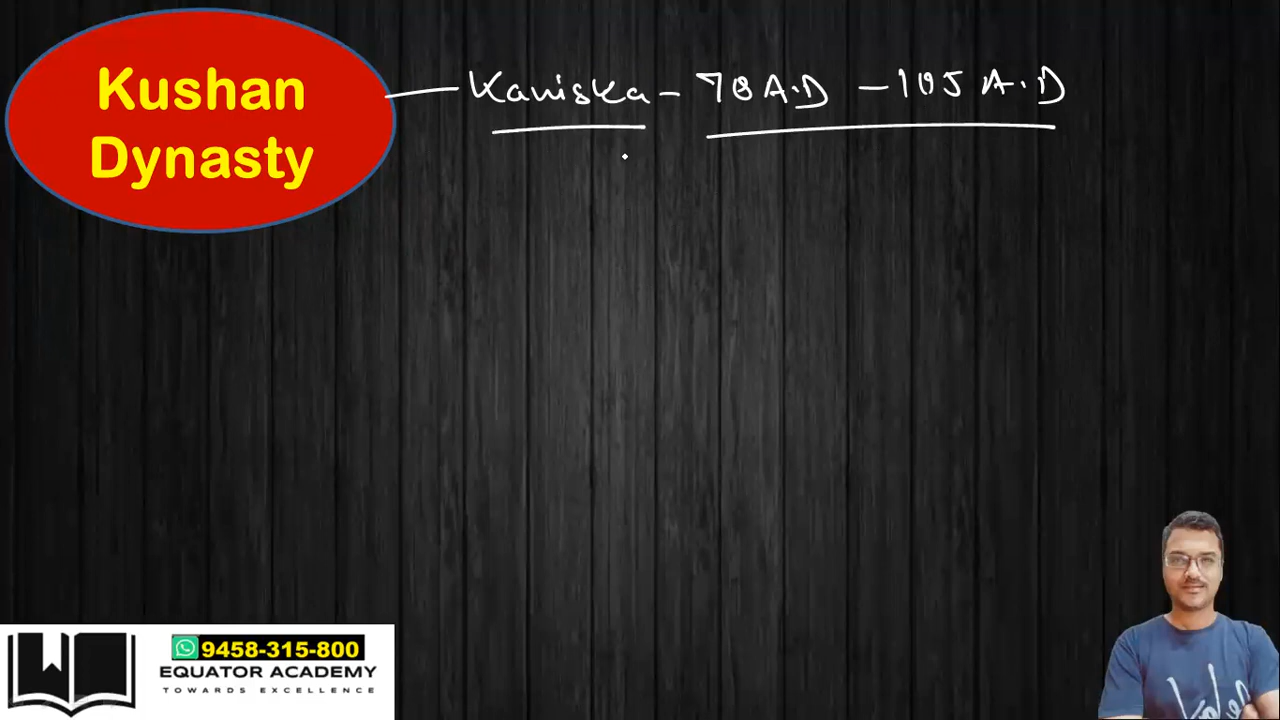 Kushan
Dynasty
Kaniska - 78 A.D - 105 A.D
9458-315-800
EQUATOR ACADEMY
TOWARDS EXCELLENCE